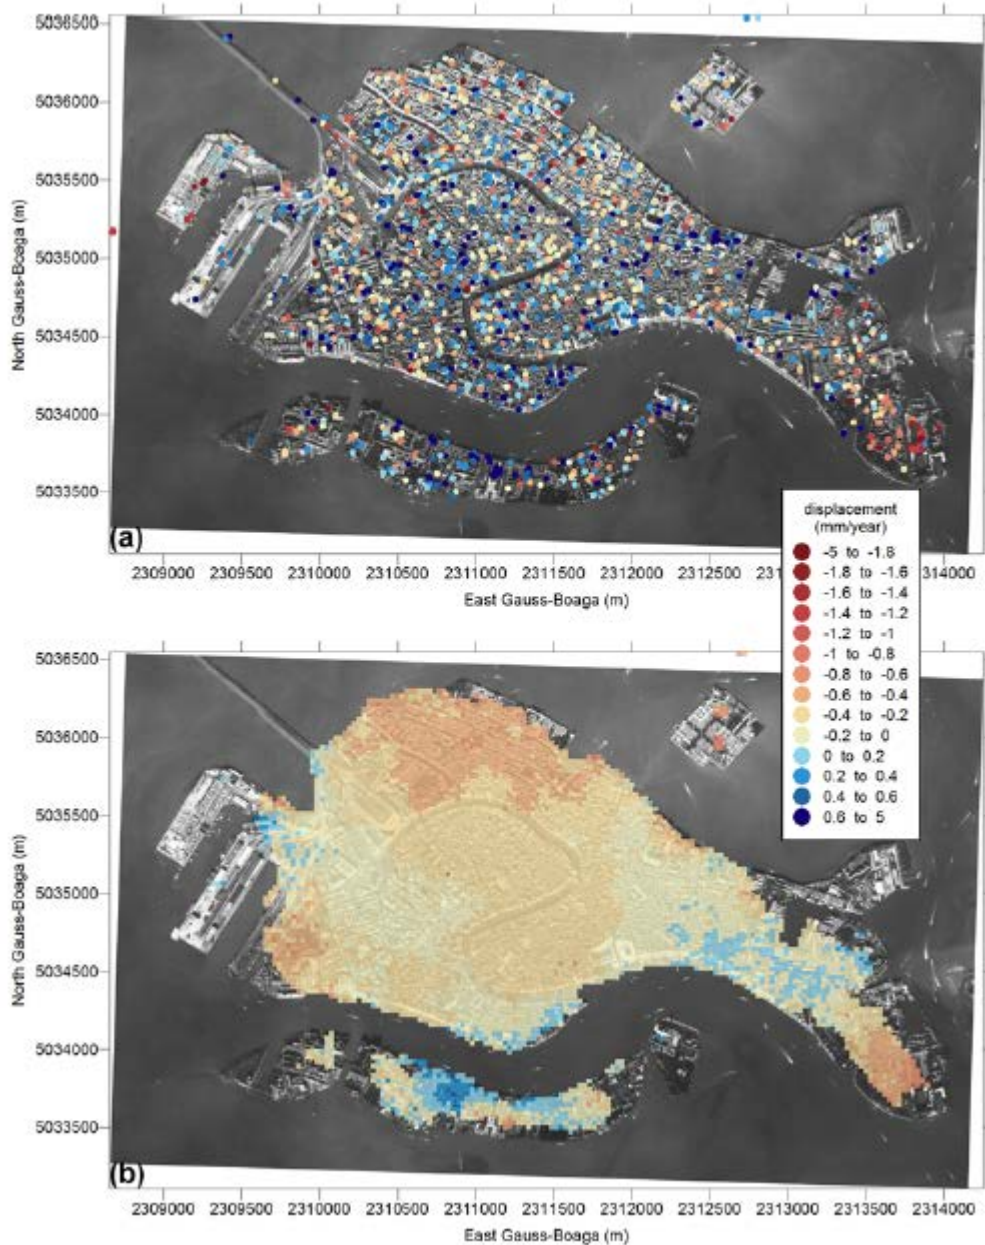 5036500
5036000
5035500
5035000
5034500
5034000
5033500
North Gauss-Boaga (m)
(a)
2309000 2309500 2310000 2310500 2311000 2311500 2312000 2312500 231 314000
East Gauss-Boaga (m)
displacement
(mm/year)
-5 to -1.8
-1.8 to -1.6
-1.6 to -1.4
-1.4 to -1.2
-1.2 to -1
-1 to -0.8
-0.8 to -0.6
-0.6 to -0.4
-0.4 to -0.2
-0.2 to 0
0 to 0.2
0.2 to 0.4
0.4 to 0.6
0.6 to 5
5036500
5036000
5035500
5035000
5034500
5034000
5033500
North Gauss-Boaga (m)
(b)
2309000 2309500 2310000 2310500 2311000 2311500 2312000 2312500 2313000 2313500 2314000
East Gauss-Boaga (m)